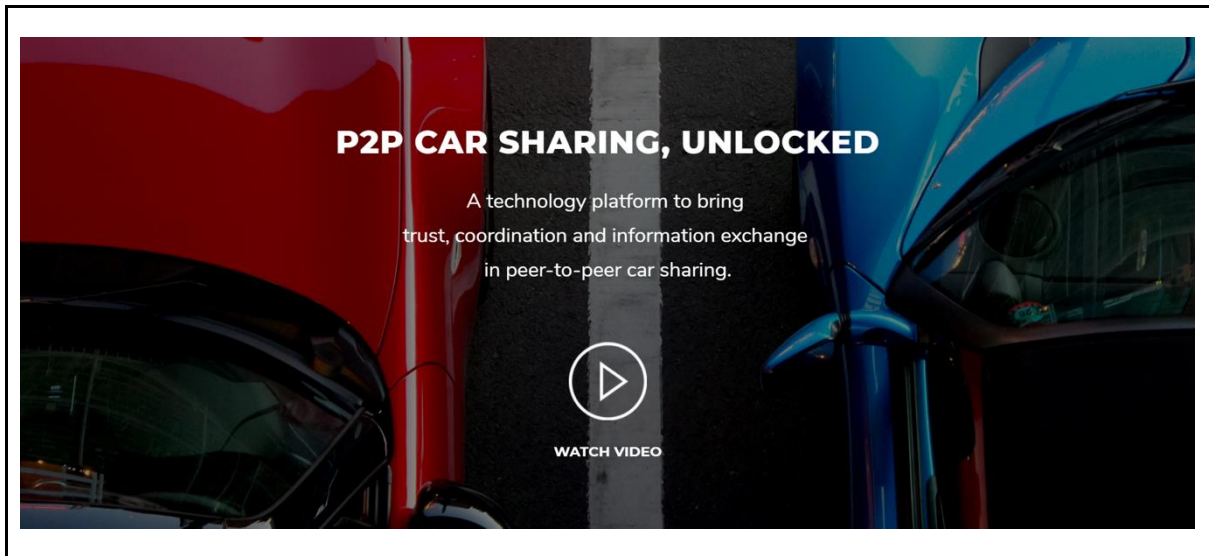 P2P CAR SHARING, UNLOCKED
A technology platform to bring
trust, coordination and information exchange
in peer-to-peer car sharing.
WATCH VIDEO